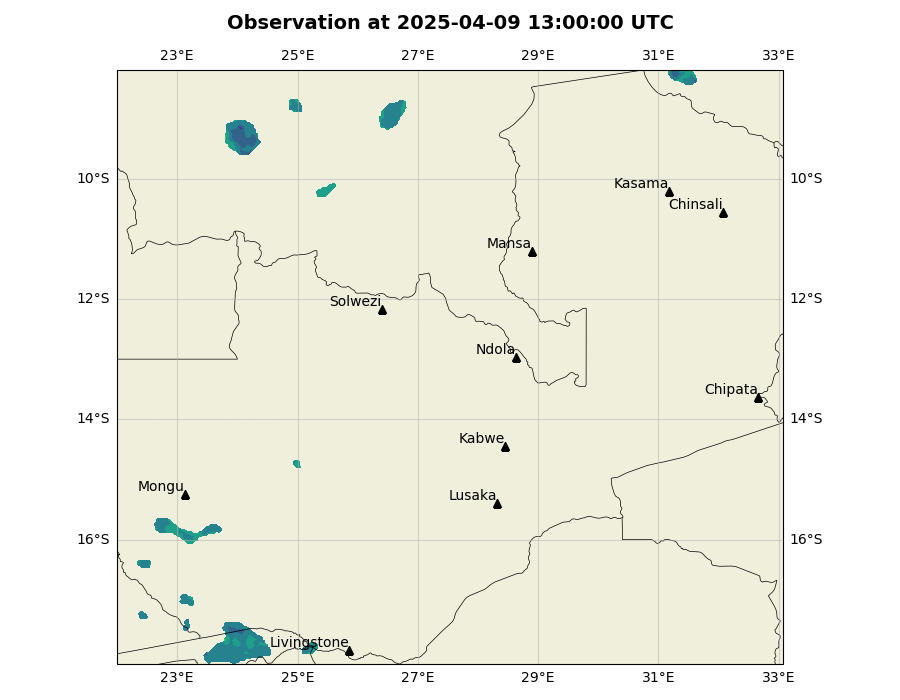 Observation at 2025-04-09 13:00:00 UTC
23°E 25°E 27°E 29°E 31°E 33°E
10°S 10°S
Kasama
Chinsali
Mansa
12°S 12°S
Solwezi
Ndola
Chipata
14°S 14°S
Kabwe
Mongu
Lusaka
16°S 16°S
Livingstone
23°E 25°E 27°E 29°E 31°E 33°E